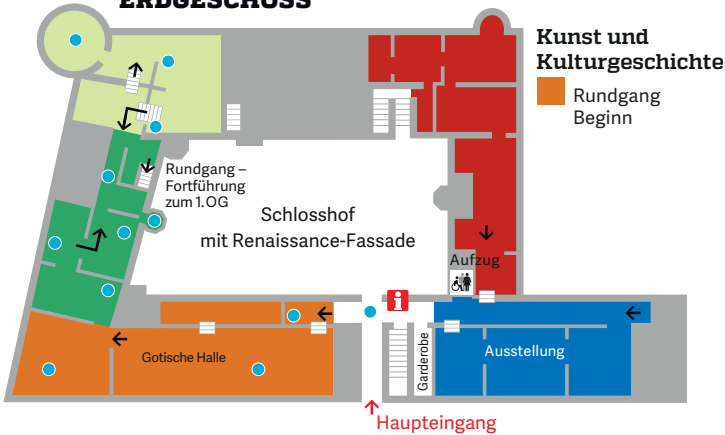 ERDGESCHOSS
Kunst und
Kulturgeschichte
Rundgang
Beginn
Rundgang –
Fortführung
zum 1.OG
Schlosshof
mit Renaissance-Fassade
Aufzug
i
Gotische Halle
Garderobe
Ausstellung
Haupteingang